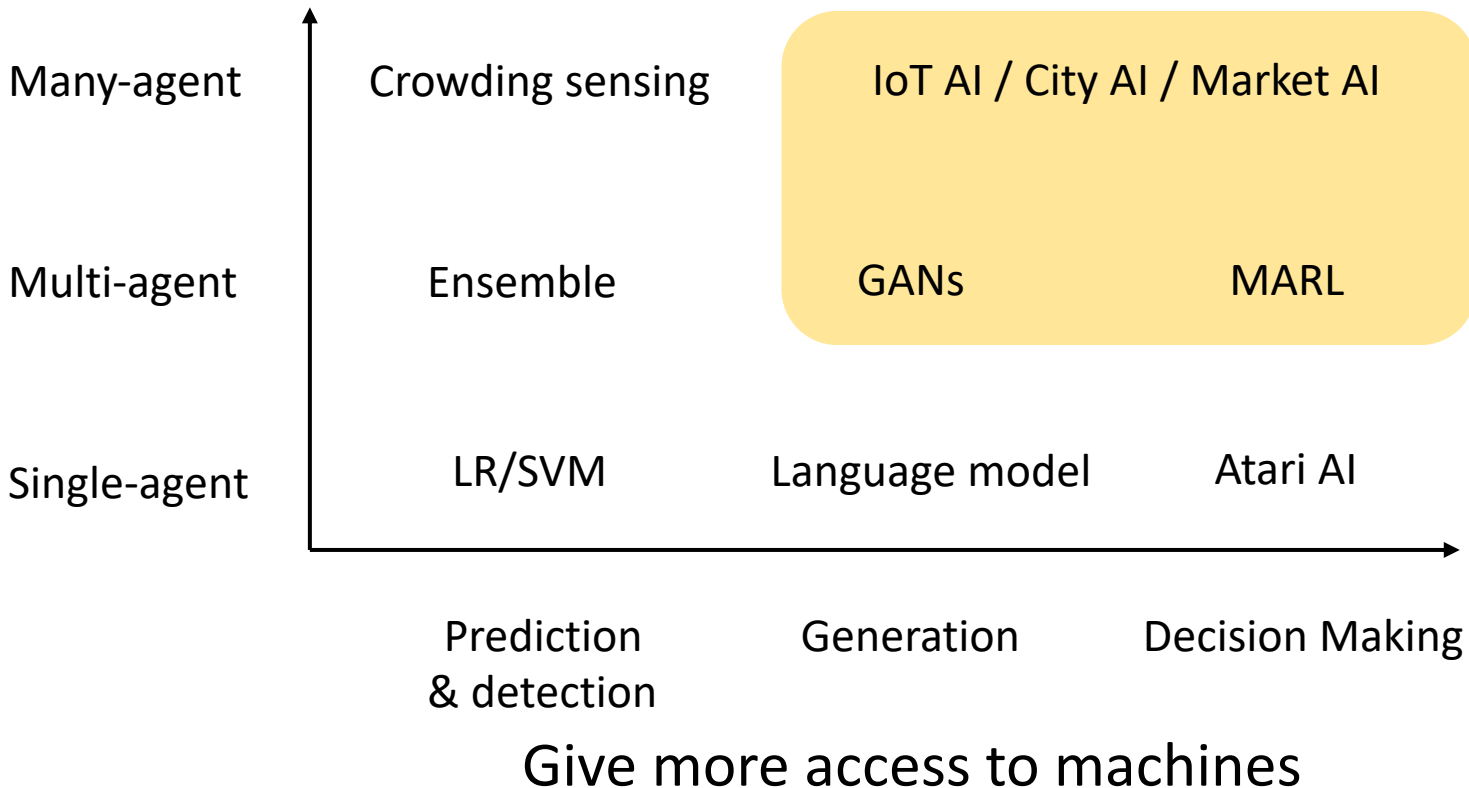 Many-agent
Crowding sensing
IoT AI / City AI / Market AI
Multi-agent
Ensemble
GANs
MARL
Single-agent
LR/SVM
Language model
Atari AI
Prediction
& detection
Generation
Decision Making
Give more access to machines